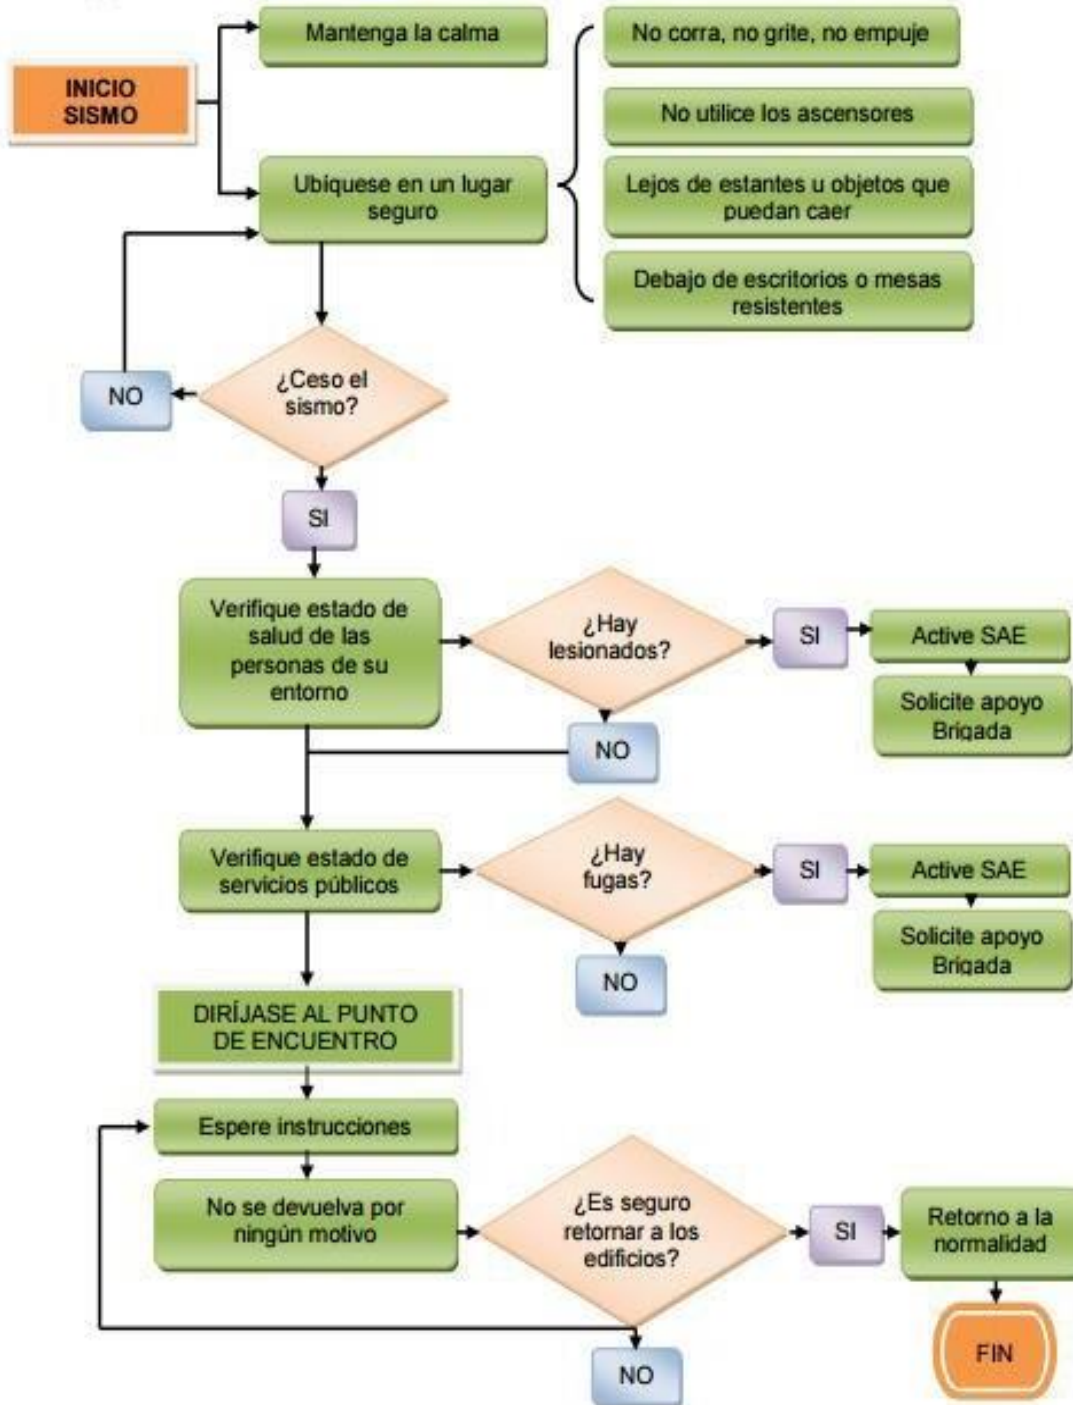 Mantenga la calma
No corra, no grite, no empuje
INICIO
SISMO
No utilice los ascensores
Ubíquese en un lugar
seguro
Lejos de estantes u objetos que
puedan caer
Debajo de escritorios o mesas
resistentes
¿Ceso el
sismo?
NO
SI
Verifique estado de
salud de las
personas de su
entorno
¿Hay
lesionados?
SI
Active SAE
Solicite apoyo
Brigada
NO
Verifique estado de
servicios públicos
¿Hay
fugas?
SI
Active SAE
Solicite apoyo
Brigada
NO
DIRÍJASE AL PUNTO
DE ENCUENTRO
Espere instrucciones
No se devuelva por
ningún motivo
¿Es seguro
retornar a los
edificios?
SI
Retorno a la
normalidad
NO
FIN